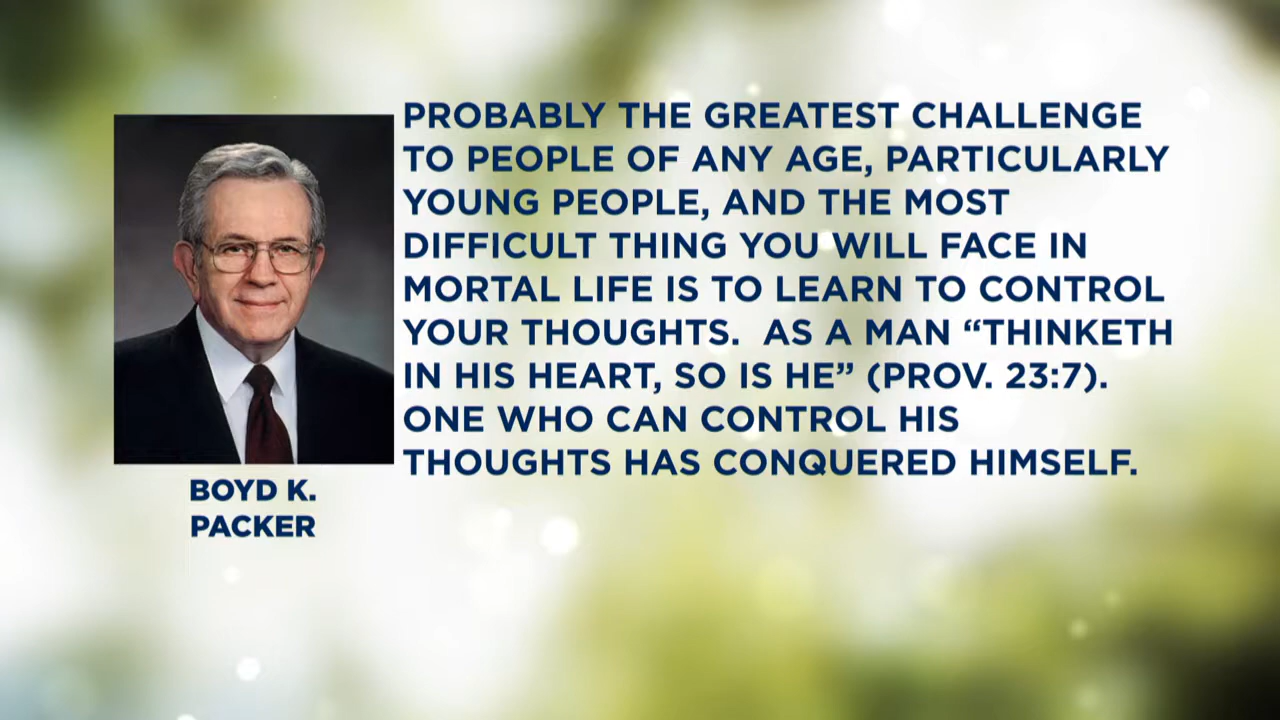 PROBABLY THE GREATEST CHALLENGE
TO PEOPLE OF ANY AGE, PARTICULARLY
YOUNG PEOPLE, AND THE MOST
DIFFICULT THING YOU WILL FACE IN
MORTAL LIFE IS TO LEARN TO CONTROL
YOUR THOUGHTS.  AS A MAN “THINKETH
IN HIS HEART, SO IS HE” (PROV. 23:7).
ONE WHO CAN CONTROL HIS
THOUGHTS HAS CONQUERED HIMSELF.
BOYD K.
PACKER